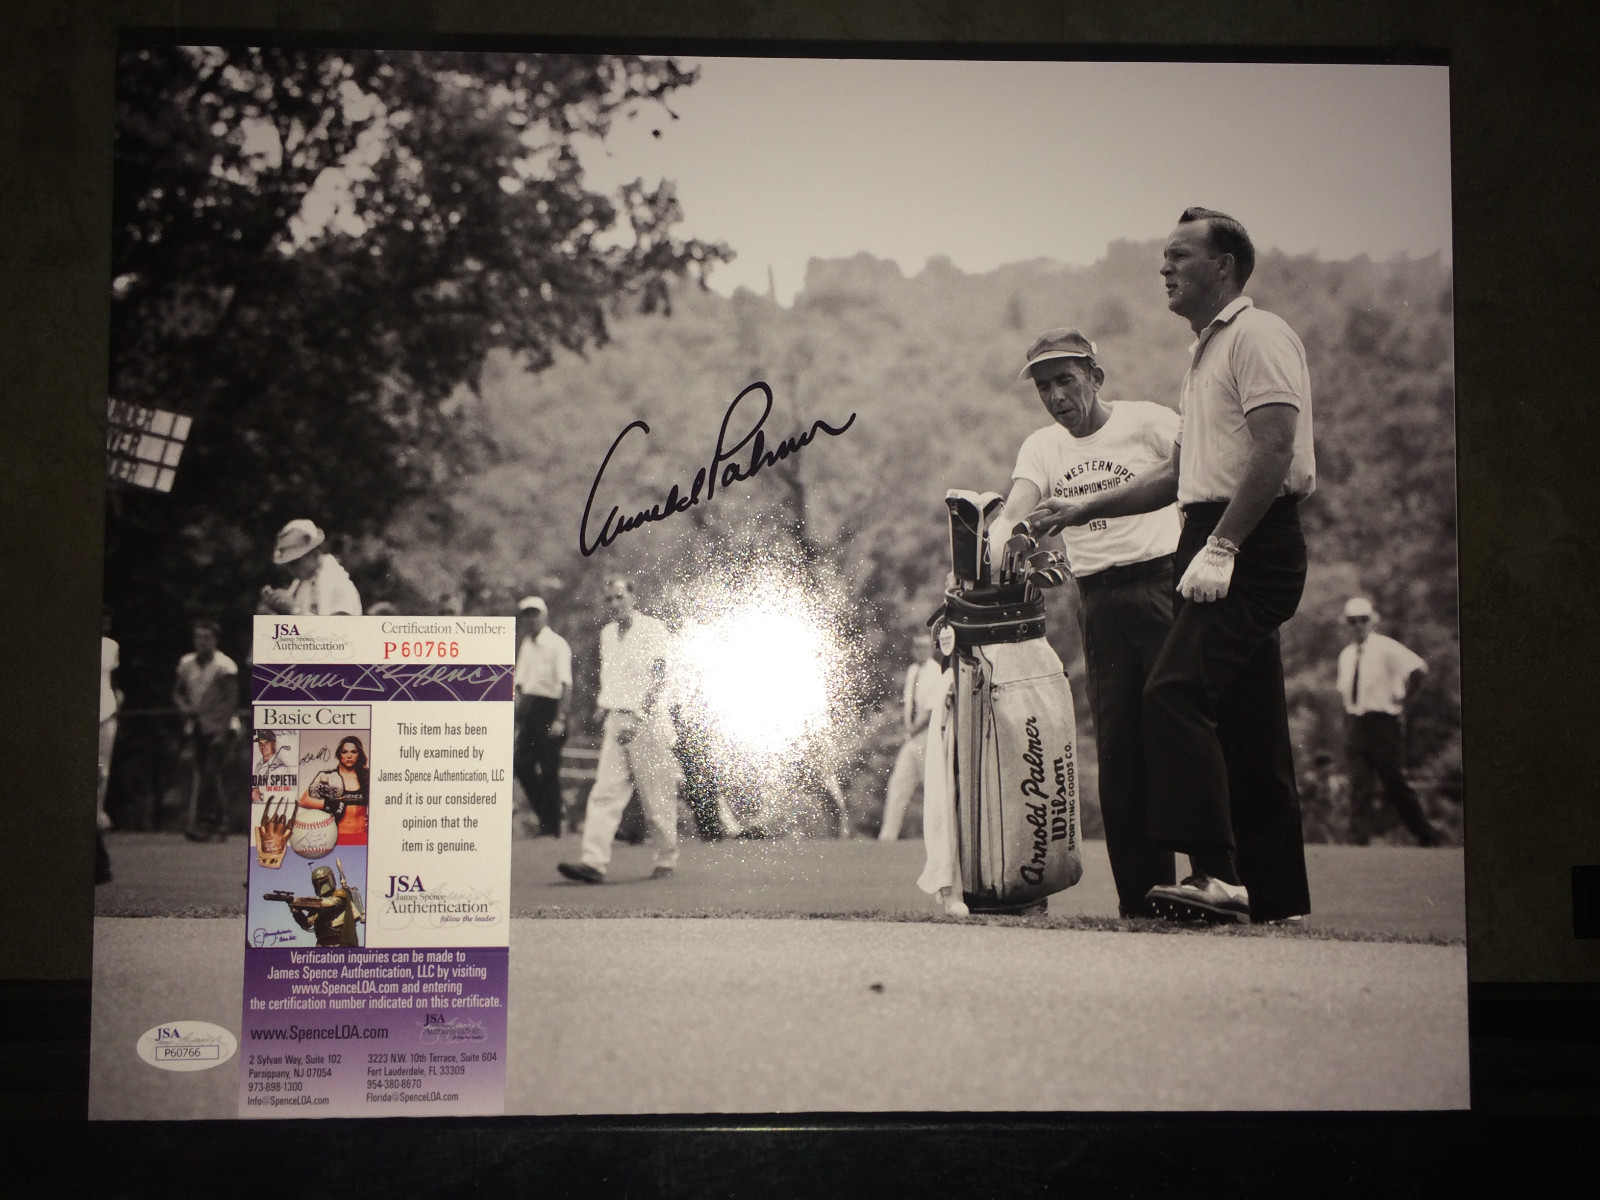 Arnold Palmer
WESTERN OPE
CHAMPIONSHIP
1959
Arnold Palmer
Wilson
SPORTING GOODS CO.
JSA
James Spence
Authentication
Certification Number:
P60766
Basic Cert
DAN SPIETH
This item has been
fully examined by
James Spence Authentication, LLC
and it is our considered
opinion that the
item is genuine.
JSA
James Spence
Authentication
follow the leader
Verification inquiries can be made to
James Spence Authentication, LLC by visiting
www.SpenceLOA.com and entering
the certification number indicated on this certificate.
www.SpenceLOA.com
JSA
2 Sylvan Way, Suite 102
Parsippany, NJ 07054
973-898-1300
Info@SpenceLOA.com
3223 N.W. 10th Terrace, Suite 604
Fort Lauderdale, FL 33309
954-380-8670
Florida@SpenceLOA.com
JSA
P60766